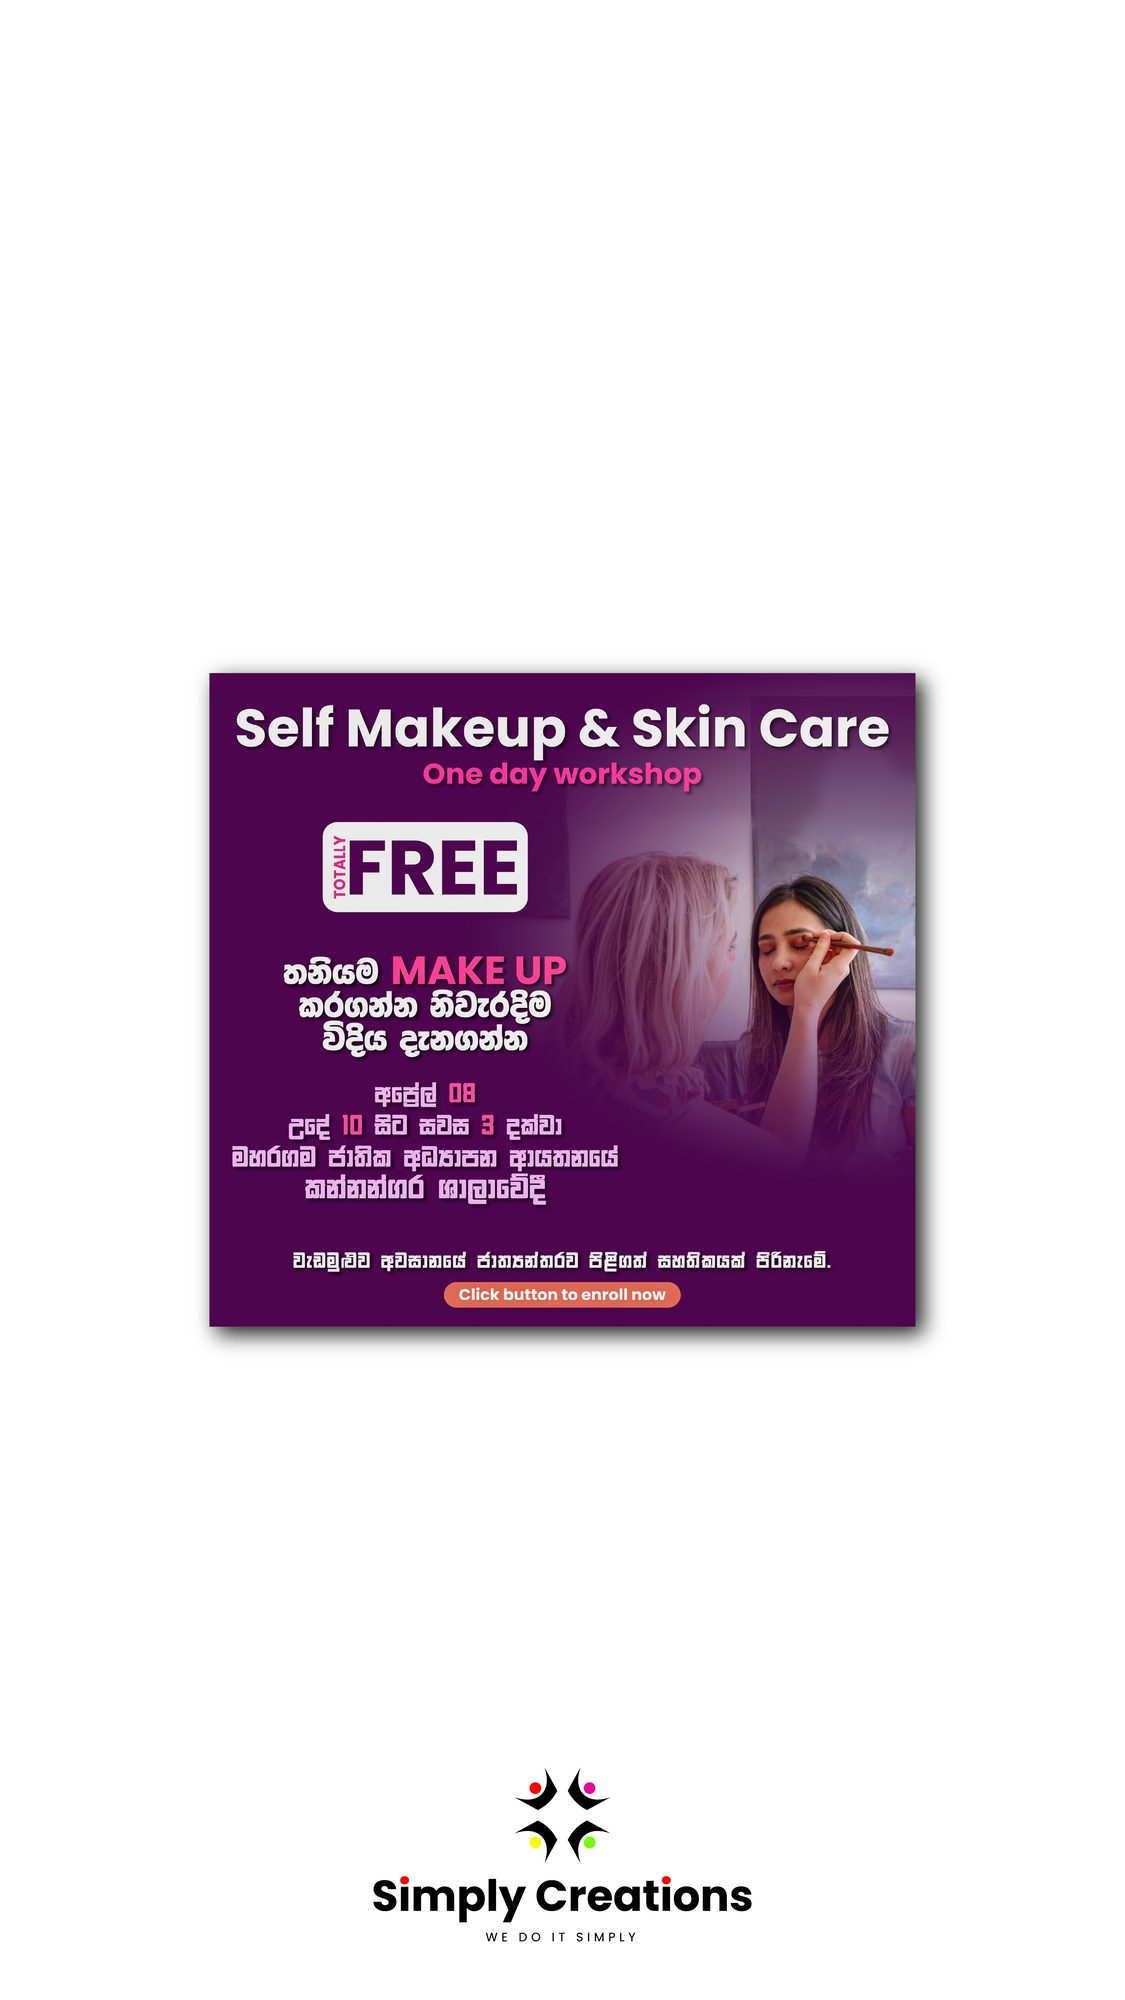 Self Makeup & Skin Care
One day workshop
TOTALLY FREE
තනියම MAKE UP
කරගන්න නිවැරදිම
විදිය දැනගන්න
අප්‍රේල් 08
උදේ 10 සිට සවස 3 දක්වා
මහරගම ජාතික අධ්‍යාපන ආයතනයේ
කන්නන්ගර ශාලාවේදී
වැඩමුළුව අවසානයේ ජාත්‍යන්තරව පිළිගත් සහතිකයක් පිරිනැමේ.
Click button to enroll now
Simply Creations
WE DO IT SIMPLY